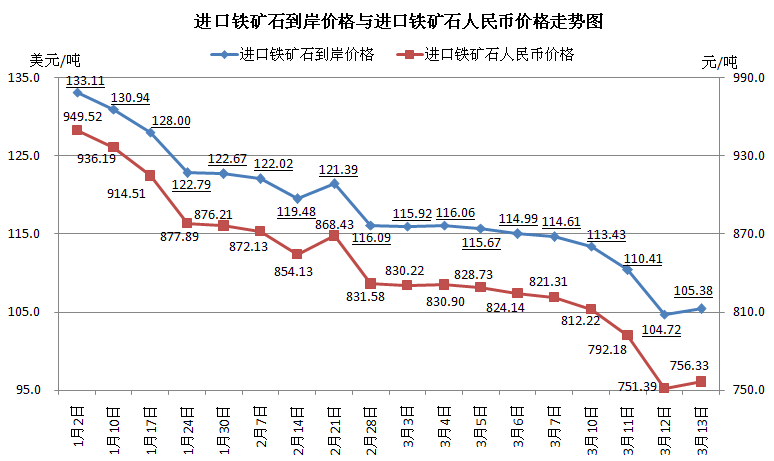 进口铁矿石到岸价格与进口铁矿石人民币价格走势图
进口铁矿石到岸价格 进口铁矿石人民币价格
美元/吨 元/吨
135.0 990.0
125.0 930.0
115.0 870.0
105.0 810.0
95.0 750.0
133.11 130.94 128.00 122.79 122.67 122.02 119.48 121.39 116.09 115.92 116.06 115.67 114.99 114.61 113.43 110.41 104.72 105.38
949.52 936.19 914.51 877.89 876.21 872.13 854.13 868.43 831.58 830.22 830.90 828.73 824.14 821.31 812.22 792.18 751.39 756.33
1月2日 1月10日 1月17日 1月24日 1月30日 2月7日 2月14日 2月21日 2月28日 3月3日 3月4日 3月5日 3月6日 3月7日 3月10日 3月11日 3月12日 3月13日